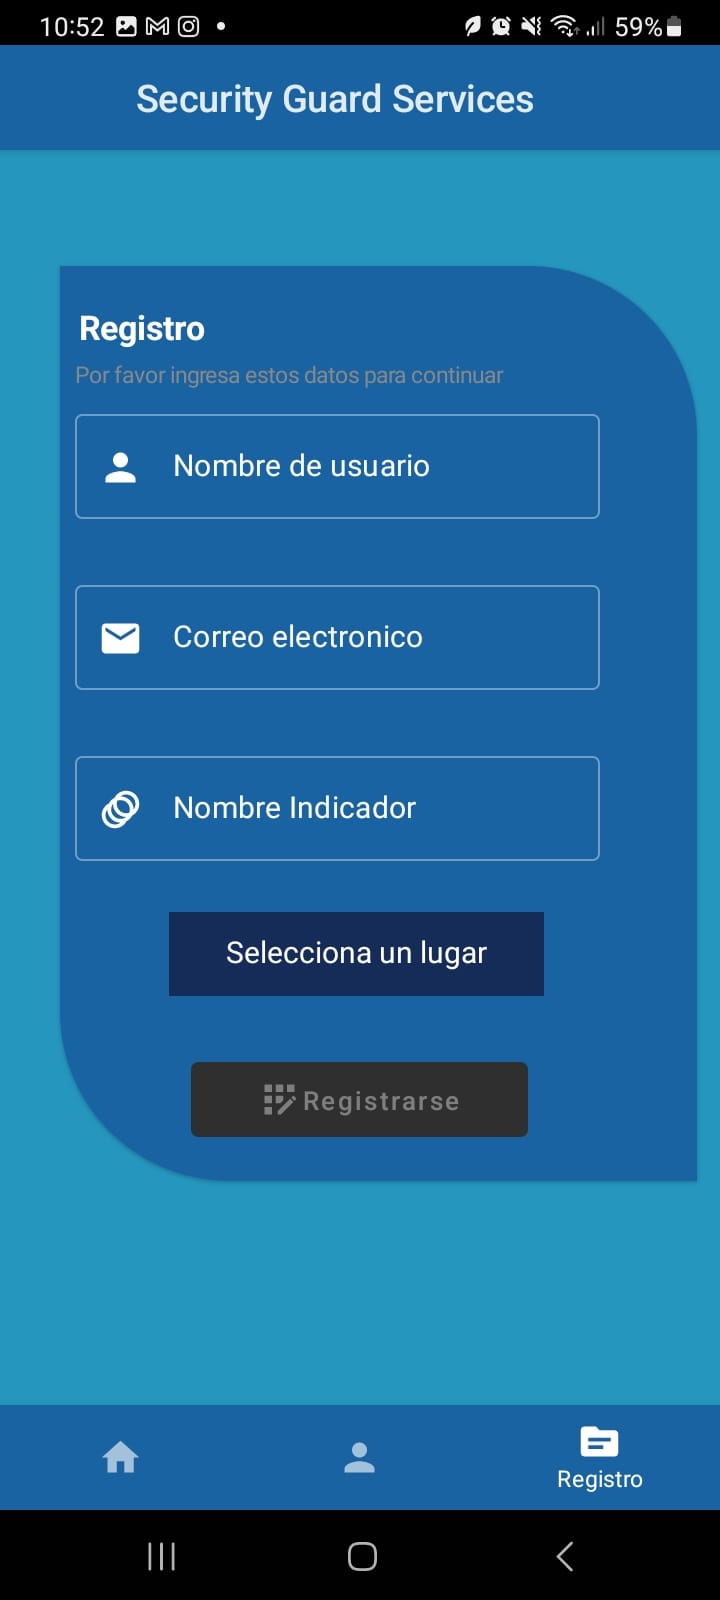 10:52 59%
Security Guard Services
Registro
Por favor ingresa estos datos para continuar
Nombre de usuario
Correo electronico
Nombre Indicador
Selecciona un lugar
Registrarse
Registro